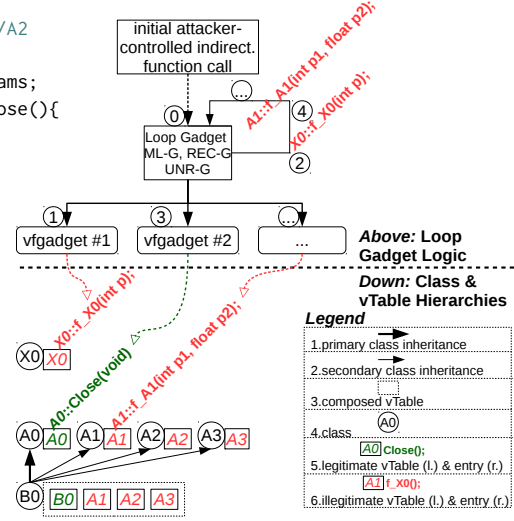 /A2
ams;
ose(){
initial attacker-
controlled indirect.
function call
A1::f_A1(int p1, float p2);
X0::f_X0(int p);
...
0
4
2
Loop Gadget
ML-G, REC-G
UNR-G
1
3
...
vfgadget #1
vfgadget #2
...
Above: Loop
Gadget Logic
Down: Class &
vTable Hierarchies
X0::f_X0(int p);
A0::Close(void)
A1::f_A1(int p1, float p2);
X0 X0
A0 A0 A1 A1 A2 A2 A3 A3
B0 B0 A1 A2 A3
Legend
1.primary class inheritance
2.secondary class inheritance
3.composed vTable
A0
4.class
A0 Close();
5.legitimate vTable (l.) & entry (r.)
A1 f_X0();
6.illegitimate vTable (l.) & entry (r.)